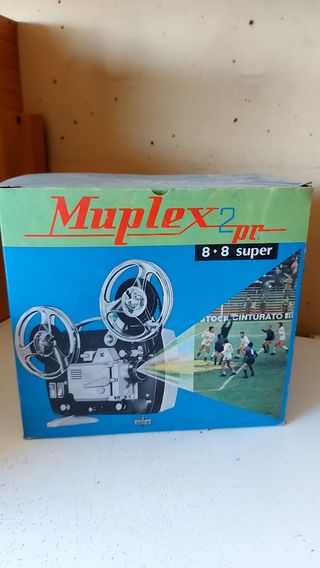 Muplex 2 pr.
8+8 super
STOCK CINTURATO